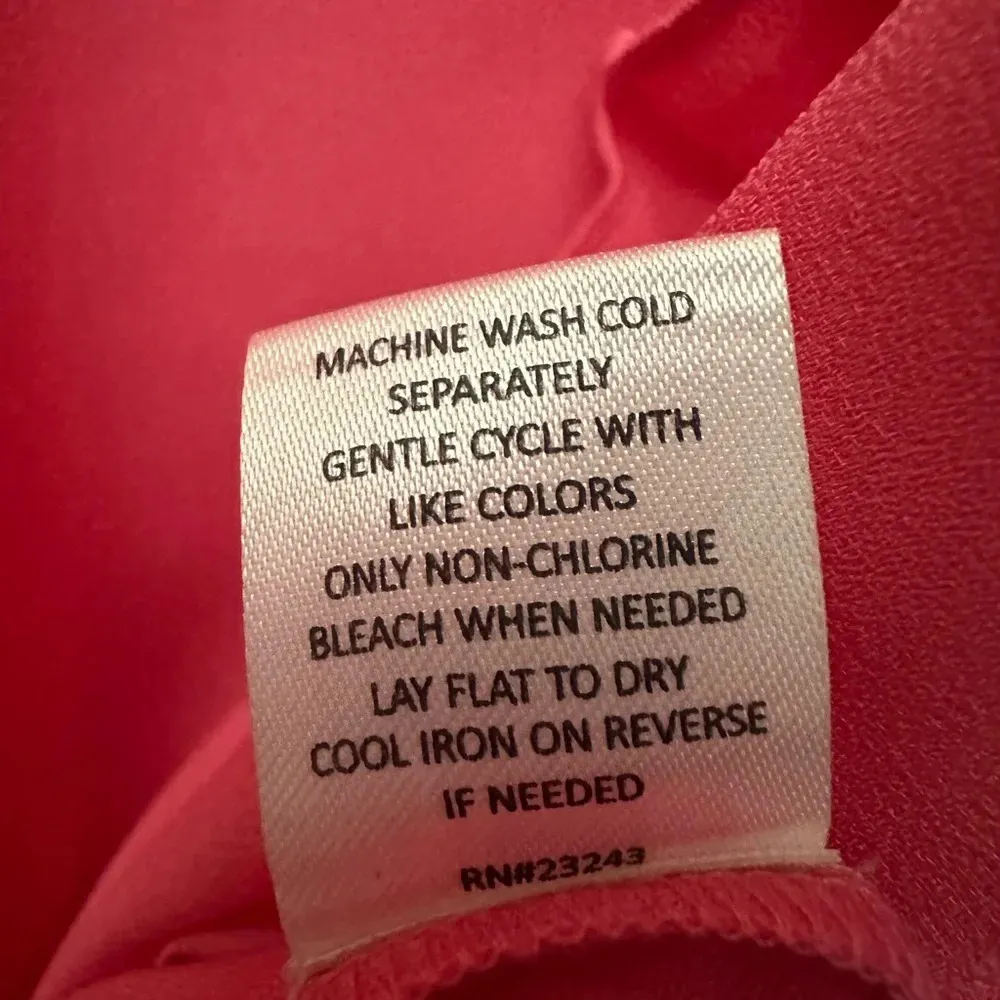 MACHINE WASH COLD
SEPARATELY
GENTLE CYCLE WITH
LIKE COLORS
ONLY NON-CHLORINE
BLEACH WHEN NEEDED
LAY FLAT TO DRY
COOL IRON ON REVERSE
IF NEEDED
RN#23243